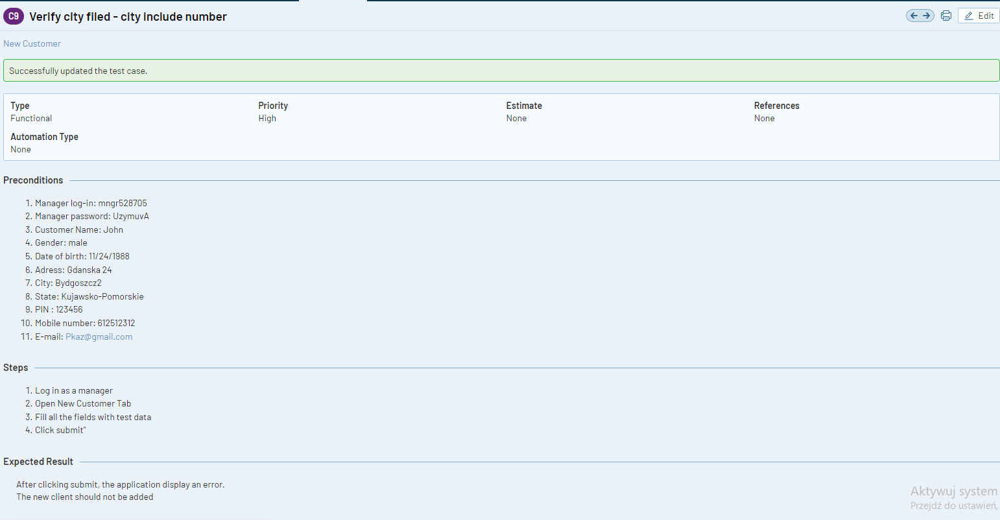 C9 Verify city filed - city include number
Edit
New Customer
Successfully updated the test case.
Type Priority Estimate References
Functional High None None
Automation Type
None
Preconditions
1. Manager log-in: mngr528705
2. Manager password: UzymuvA
3. Customer Name: John
4. Gender: male
5. Date of birth: 11/24/1988
6. Adress: Gdanska 24
7. City: Bydgoszcz2
8. State: Kujawsko-Pomorskie
9. PIN : 123456
10. Mobile number: 612512312
11. E-mail: Pkaz@gmail.com
Steps
1. Log in as a manager
2. Open New Customer Tab
3. Fill all the fields with test data
4. Click submit"
Expected Result
After clicking submit, the application display an error.
The new client should not be added
Aktywuj system
Przejdź do ustawień,